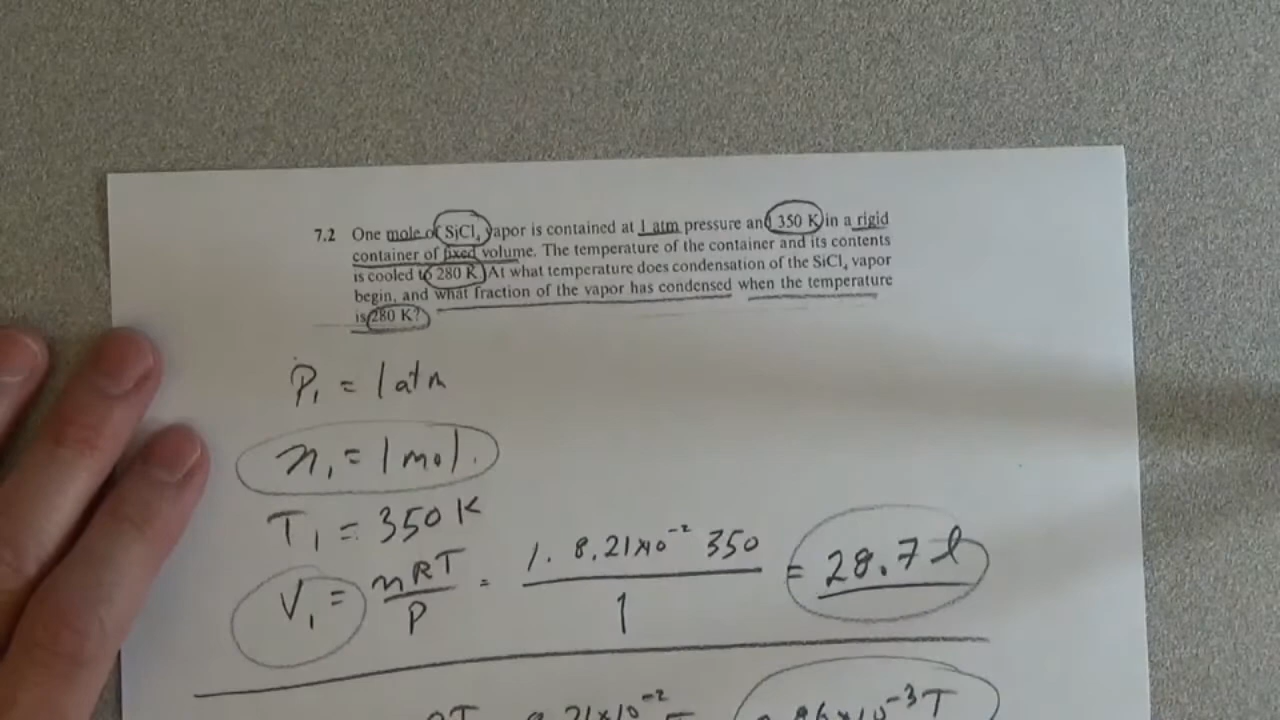 7.2 One mole of SiCl₄ vapor is contained at 1 atm pressure and 350 K in a rigid
container of fixed volume. The temperature of the container and its contents
is cooled to 280 K. At what temperature does condensation of the SiCl₄ vapor
begin, and what fraction of the vapor has condensed when the temperature
is 280 K?
P₁ = 1 atm
n₁ = 1 mol.
T₁ = 350 K
V₁ = nRT/P = 1. 8.21×10⁻² 350/1 = 28.7 l